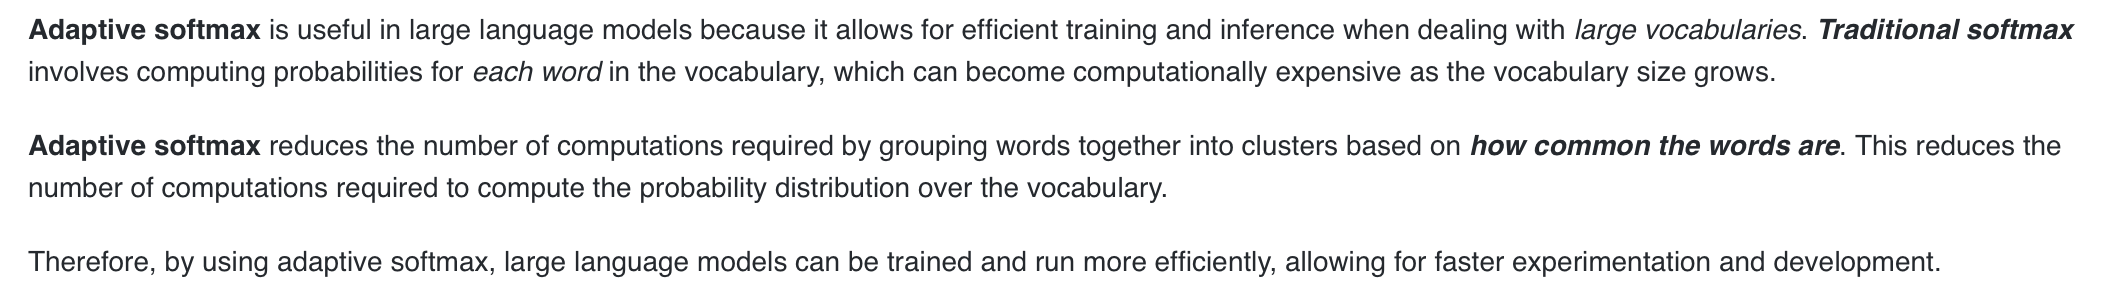 Adaptive softmax is useful in large language models because it allows for efficient training and inference when dealing with large vocabularies. Traditional softmax
involves computing probabilities for each word in the vocabulary, which can become computationally expensive as the vocabulary size grows.
Adaptive softmax reduces the number of computations required by grouping words together into clusters based on how common the words are. This reduces the
number of computations required to compute the probability distribution over the vocabulary.
Therefore, by using adaptive softmax, large language models can be trained and run more efficiently, allowing for faster experimentation and development.